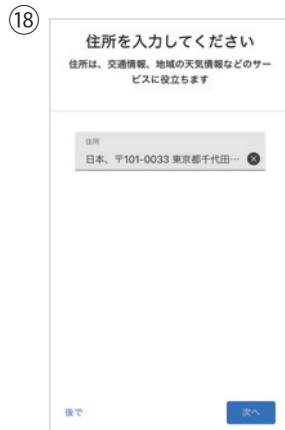 ⑱
住所を入力してください
住所は、交通情報、地域の天気情報などのサー
ビスに役立ちます
住所
日本、〒101-0033 東京都千代田…
後で
次へ